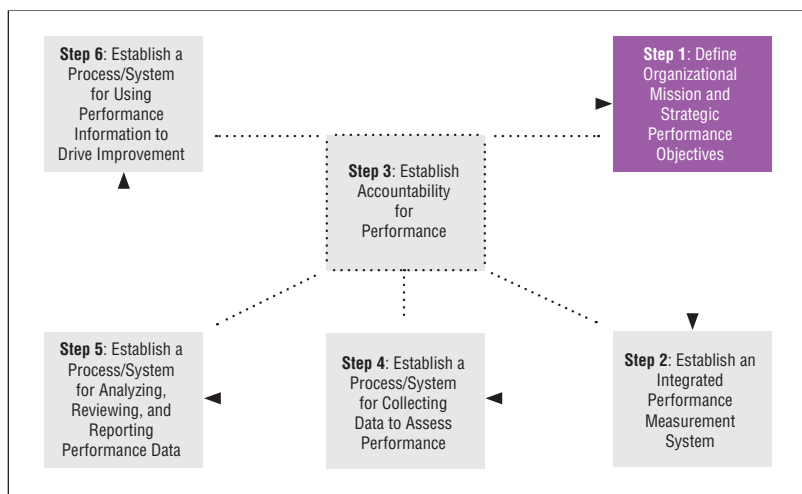 Step 6: Establish a
Process/System
for Using
Performance
Information to
Drive Improvement
Step 1: Define
Organizational
Mission and
Strategic
Performance
Objectives
Step 3: Establish
Accountability
for
Performance
Step 5: Establish a
Process/System
for Analyzing,
Reviewing, and
Reporting
Performance Data
Step 4: Establish a
Process/System
for Collecting
Data to Assess
Performance
Step 2: Establish an
Integrated
Performance
Measurement
System